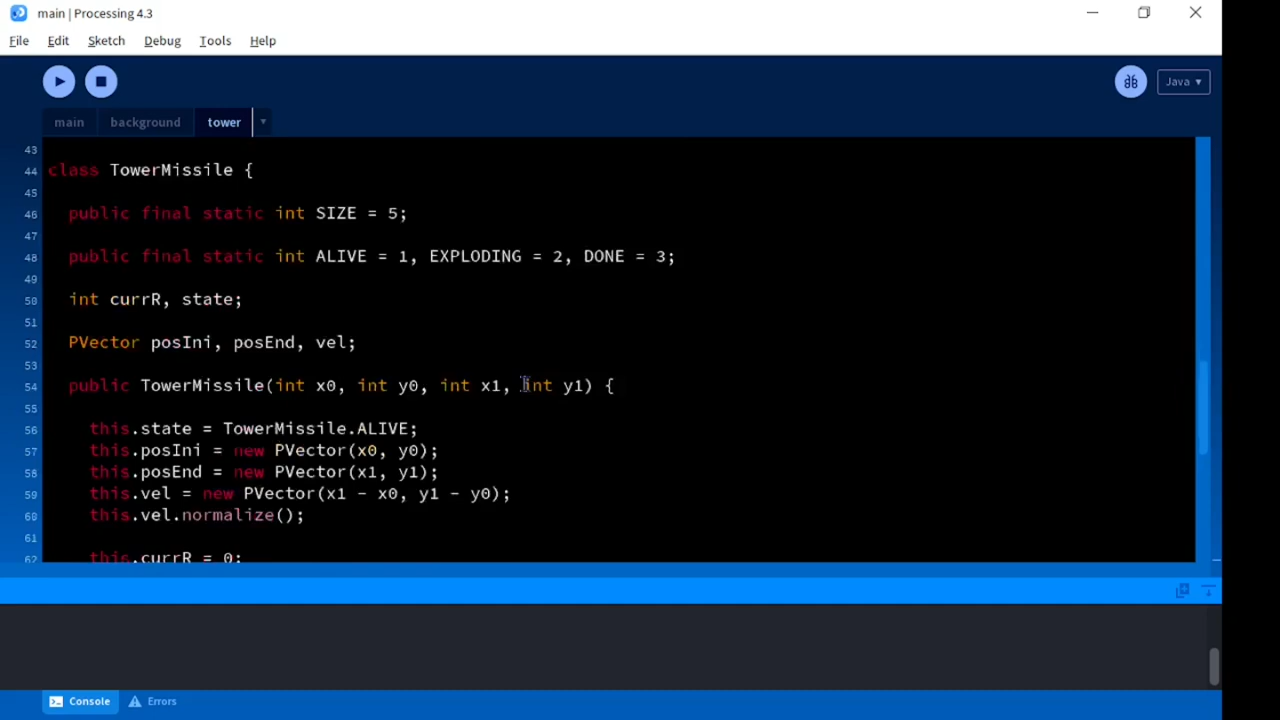 main | Processing 4.3
File Edit Sketch Debug Tools Help
Java ▾
main background tower ▾
43
44 class TowerMissile {
45
46 public final static int SIZE = 5;
47
48 public final static int ALIVE = 1, EXPLODING = 2, DONE = 3;
49
50 int currR, state;
51
52 PVector posIni, posEnd, vel;
53
54 public TowerMissile(int x0, int y0, int x1, int y1) {
55
56 this.state = TowerMissile.ALIVE;
57 this.posIni = new PVector(x0, y0);
58 this.posEnd = new PVector(x1, y1);
59 this.vel = new PVector(x1 - x0, y1 - y0);
60 this.vel.normalize();
61
62 this.currR = 0;
Console Errors